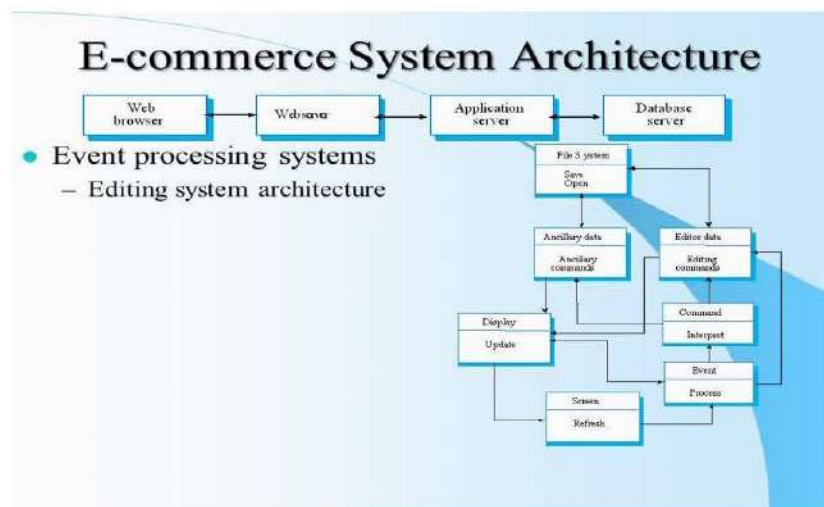 E-commerce System Architecture
Web
browser
Webserver
Application
server
Database
server
● Event processing systems
– Editing system architecture
File S ystem
Save
Open
Ancillary data
Ancillary
commands
Editor data
Editing
commands
Command
Interpret
Display
Update
Event
Process
Screen
Refresh